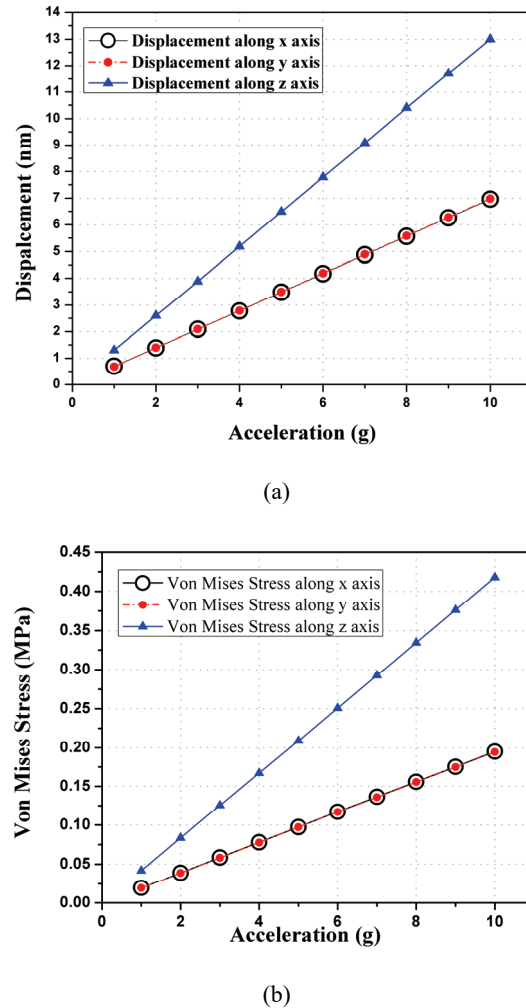 14
13
12
11
10
9
8
7
6
5
4
3
2
1
0
Dispalcement (nm)
Displacement along x axis
Displacement along y axis
Displacement along z axis
0 2 4 6 8 10
Acceleration (g)
(a)
0.45
0.40
0.35
0.30
0.25
0.20
0.15
0.10
0.05
0.00
Von Mises Stress (MPa)
Von Mises Stress along x axis
Von Mises Stress along y axis
Von Mises Stress along z axis
0 2 4 6 8 10
Acceleration (g)
(b)